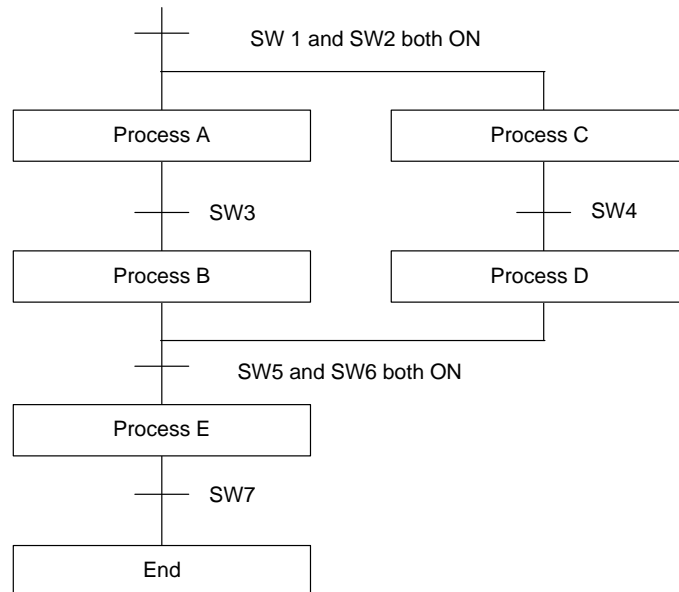 SW 1 and SW2 both ON
Process A
Process C
SW3
SW4
Process B
Process D
SW5 and SW6 both ON
Process E
SW7
End